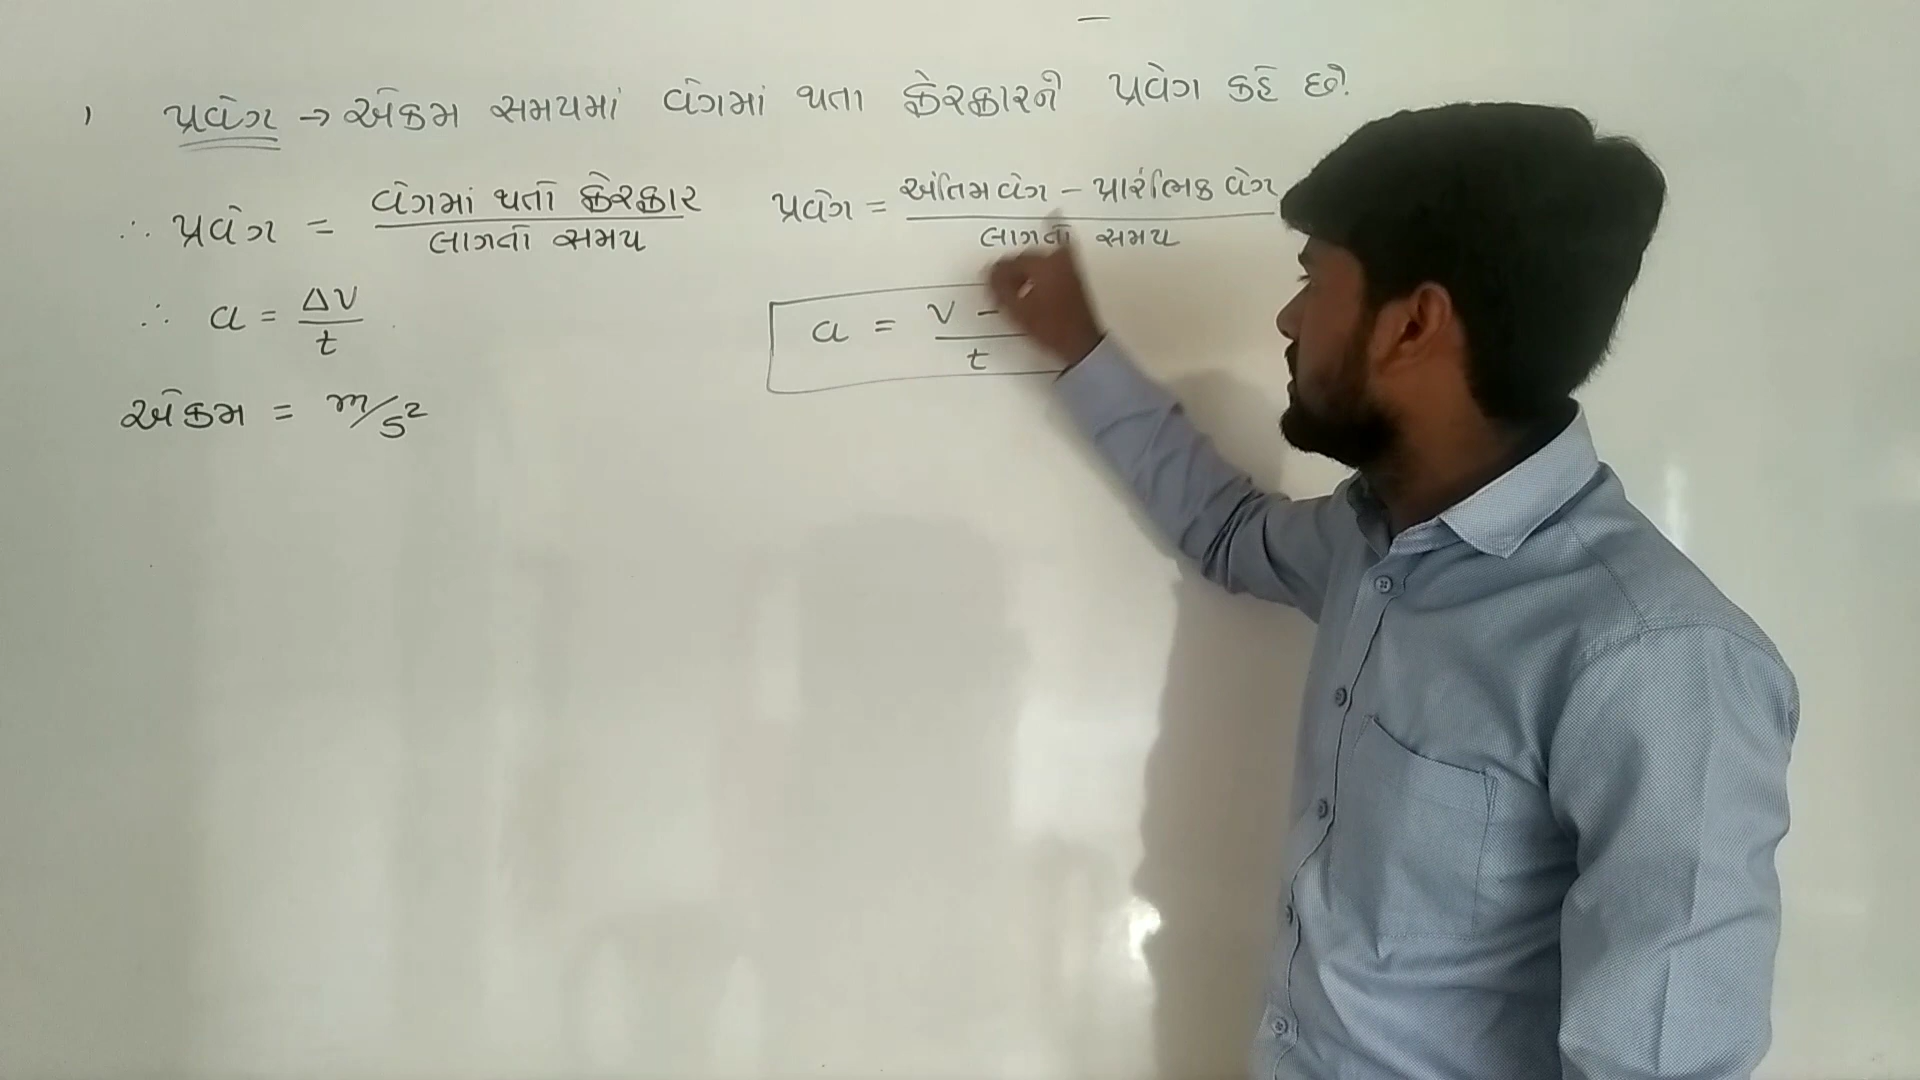 પ્રવેગ → એકમ સમયમાં વેગમાં થતા ફેરફારને પ્રવેગ કહે છે.
∴ પ્રવેગ = વેગમાં થતો ફેરફાર / લાગતો સમય
પ્રવેગ = અંતિમ વેગ - પ્રારંભિક વેગ / લાગતો સમય
∴ a = Δv / t
a = v - / t
એકમ = m/s²